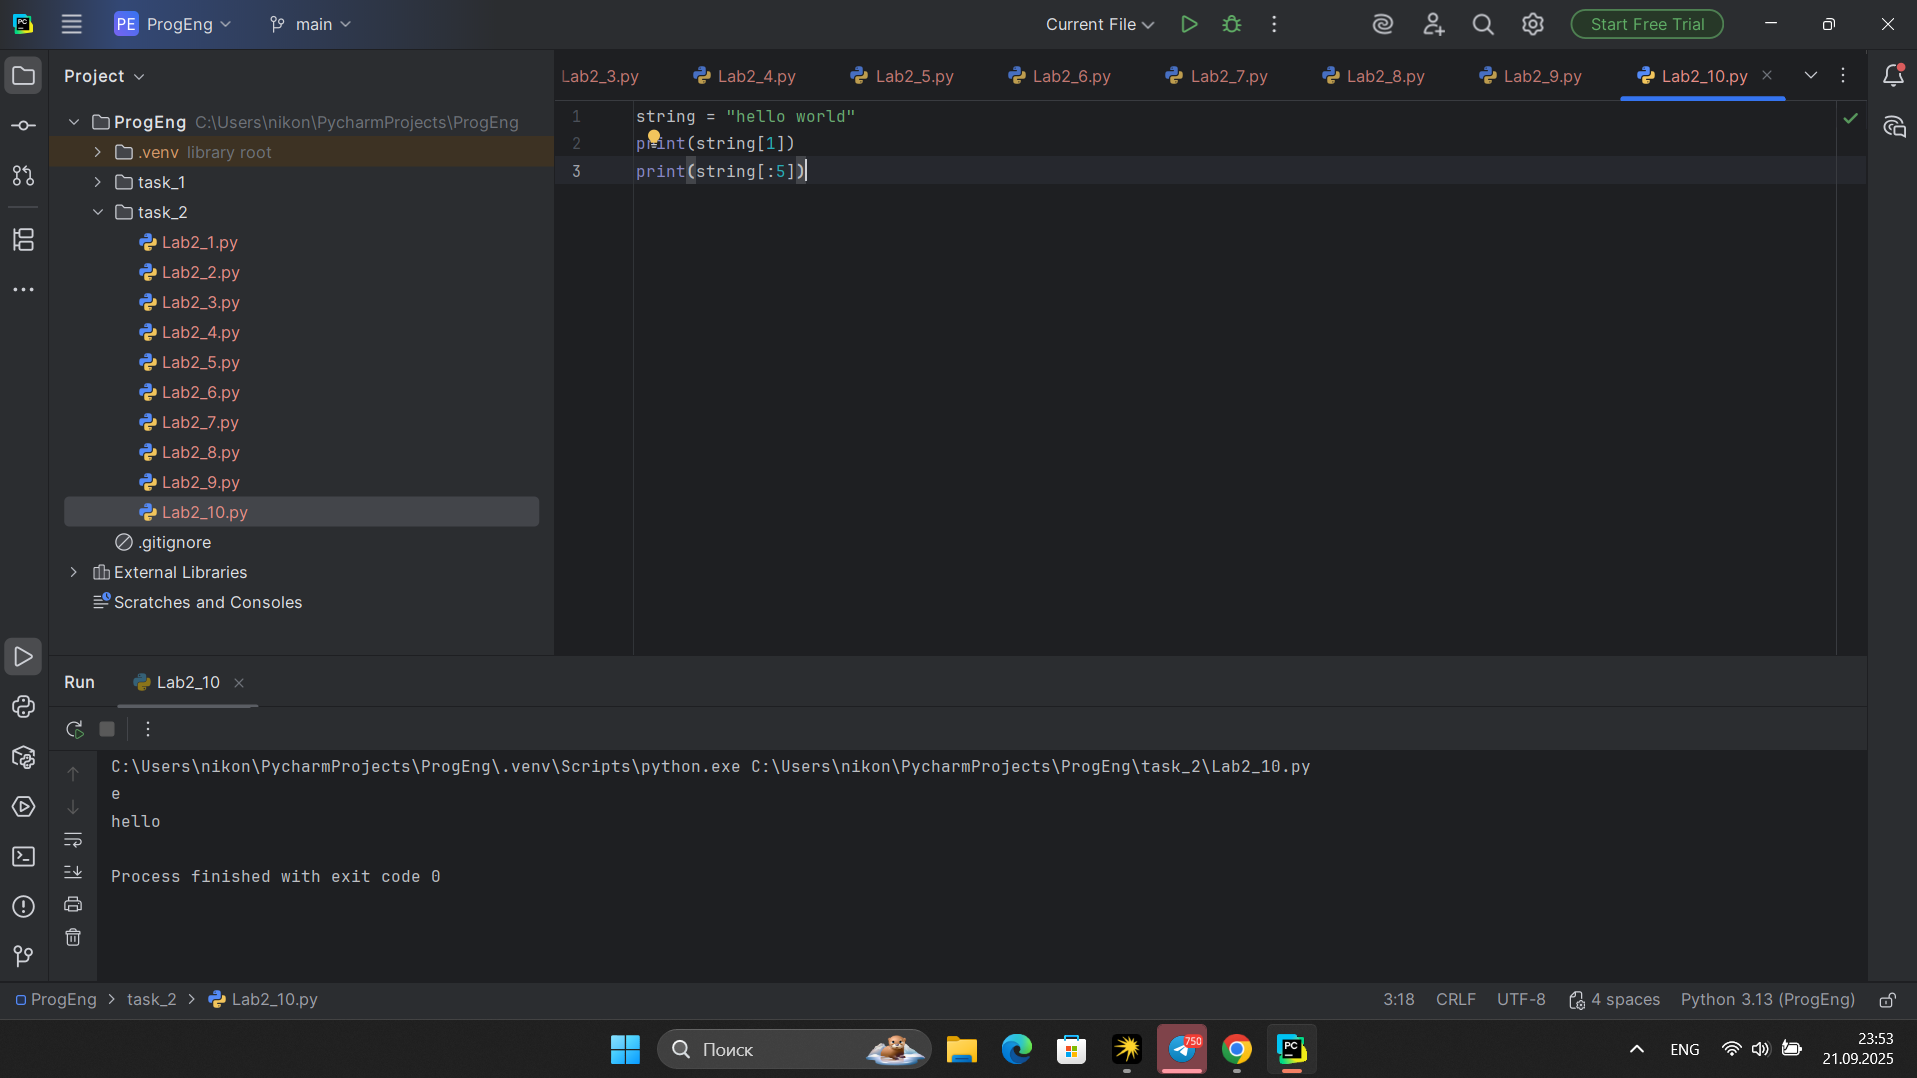 PE ProgEng main Current File Start Free Trial
Project
Lab2_3.py Lab2_4.py Lab2_5.py Lab2_6.py Lab2_7.py Lab2_8.py Lab2_9.py Lab2_10.py
ProgEng C:\Users\nikon\PycharmProjects\ProgEng
.venv library root
task_1
task_2
Lab2_1.py
Lab2_2.py
Lab2_3.py
Lab2_4.py
Lab2_5.py
Lab2_6.py
Lab2_7.py
Lab2_8.py
Lab2_9.py
Lab2_10.py
.gitignore
External Libraries
Scratches and Consoles
1 string = "hello world"
2 print(string[1])
3 print(string[:5])
Run Lab2_10
C:\Users\nikon\PycharmProjects\ProgEng\.venv\Scripts\python.exe C:\Users\nikon\PycharmProjects\ProgEng\task_2\Lab2_10.py
e
hello
Process finished with exit code 0
ProgEng > task_2 > Lab2_10.py 3:18 CRLF UTF-8 4 spaces Python 3.13 (ProgEng)
Поиск 750 PC ENG 23:53
21.09.2025